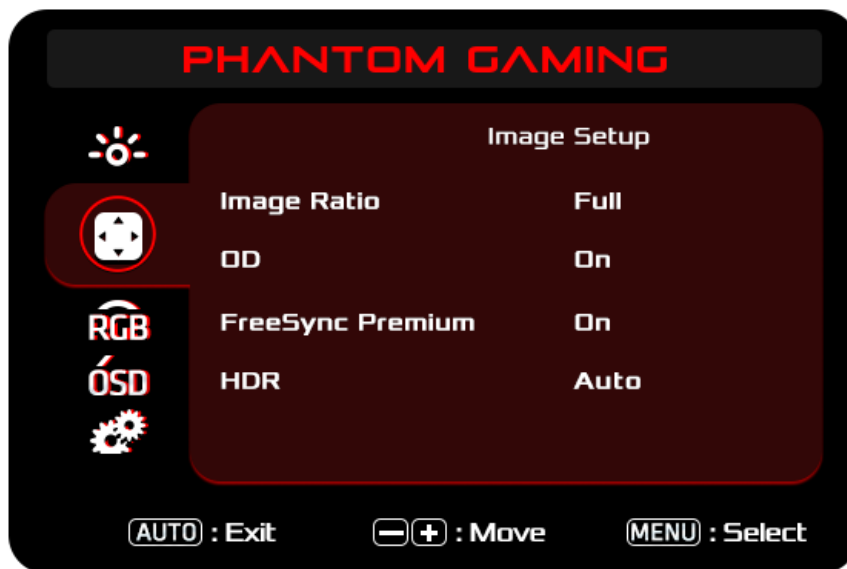 PHANTOM GAMING
Image Setup
Image Ratio Full
OD On
FreeSync Premium On
RGB
HDR Auto
OSD
AUTO : Exit − + : Move MENU : Select